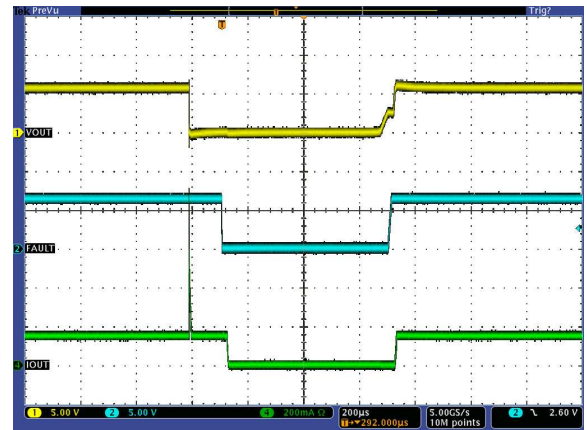 Tek PreVu Trig?
T
T
1 VOUT
2 FAULT
4 IOUT
1 5.00 V 2 5.00 V 4 200mA Ω 200µs 5.00GS/s 2 2.60 V
T→▼292.000µs 10M points